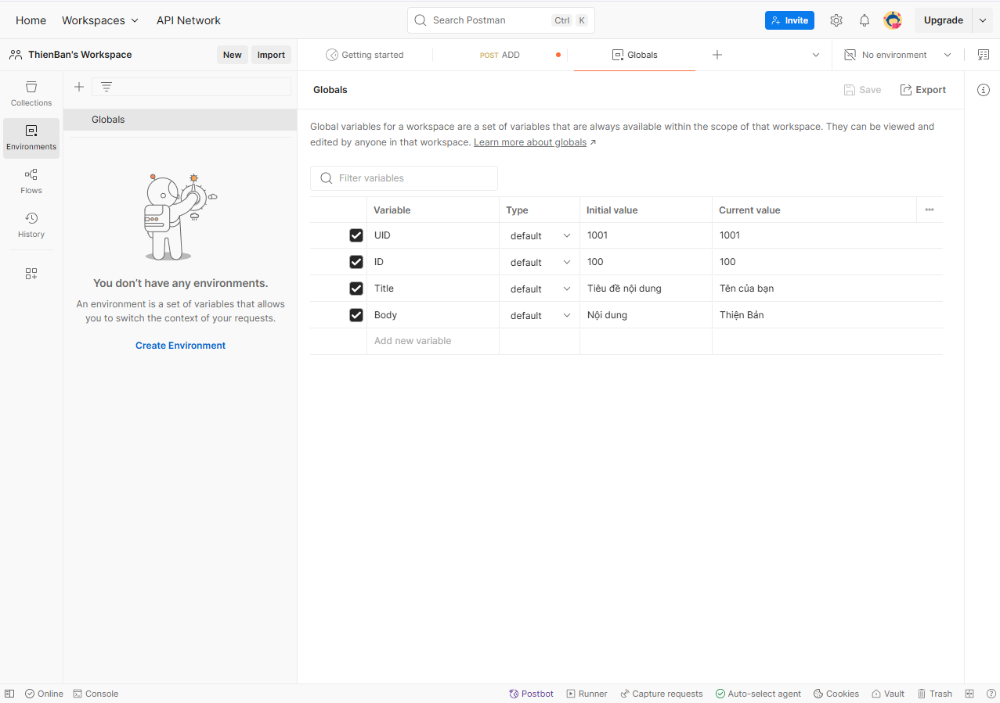 Home Workspaces API Network Search Postman Ctrl K Invite Upgrade
ThienBan's Workspace New Import Getting started POST ADD Globals No environment
Collections
Environments
Flows
History
Globals
You don't have any environments.
An environment is a set of variables that allows
you to switch the context of your requests.
Create Environment
Globals Save Export
Global variables for a workspace are a set of variables that are always available within the scope of that workspace. They can be viewed and
edited by anyone in that workspace. Learn more about globals ↗
Filter variables
Variable Type Initial value Current value
UID default 1001 1001
ID default 100 100
Title default Tiêu đề nội dung Tên của bạn
Body default Nội dung Thiện Bản
Add new variable
Online Console Postbot Runner Capture requests Auto-select agent Cookies Vault Trash